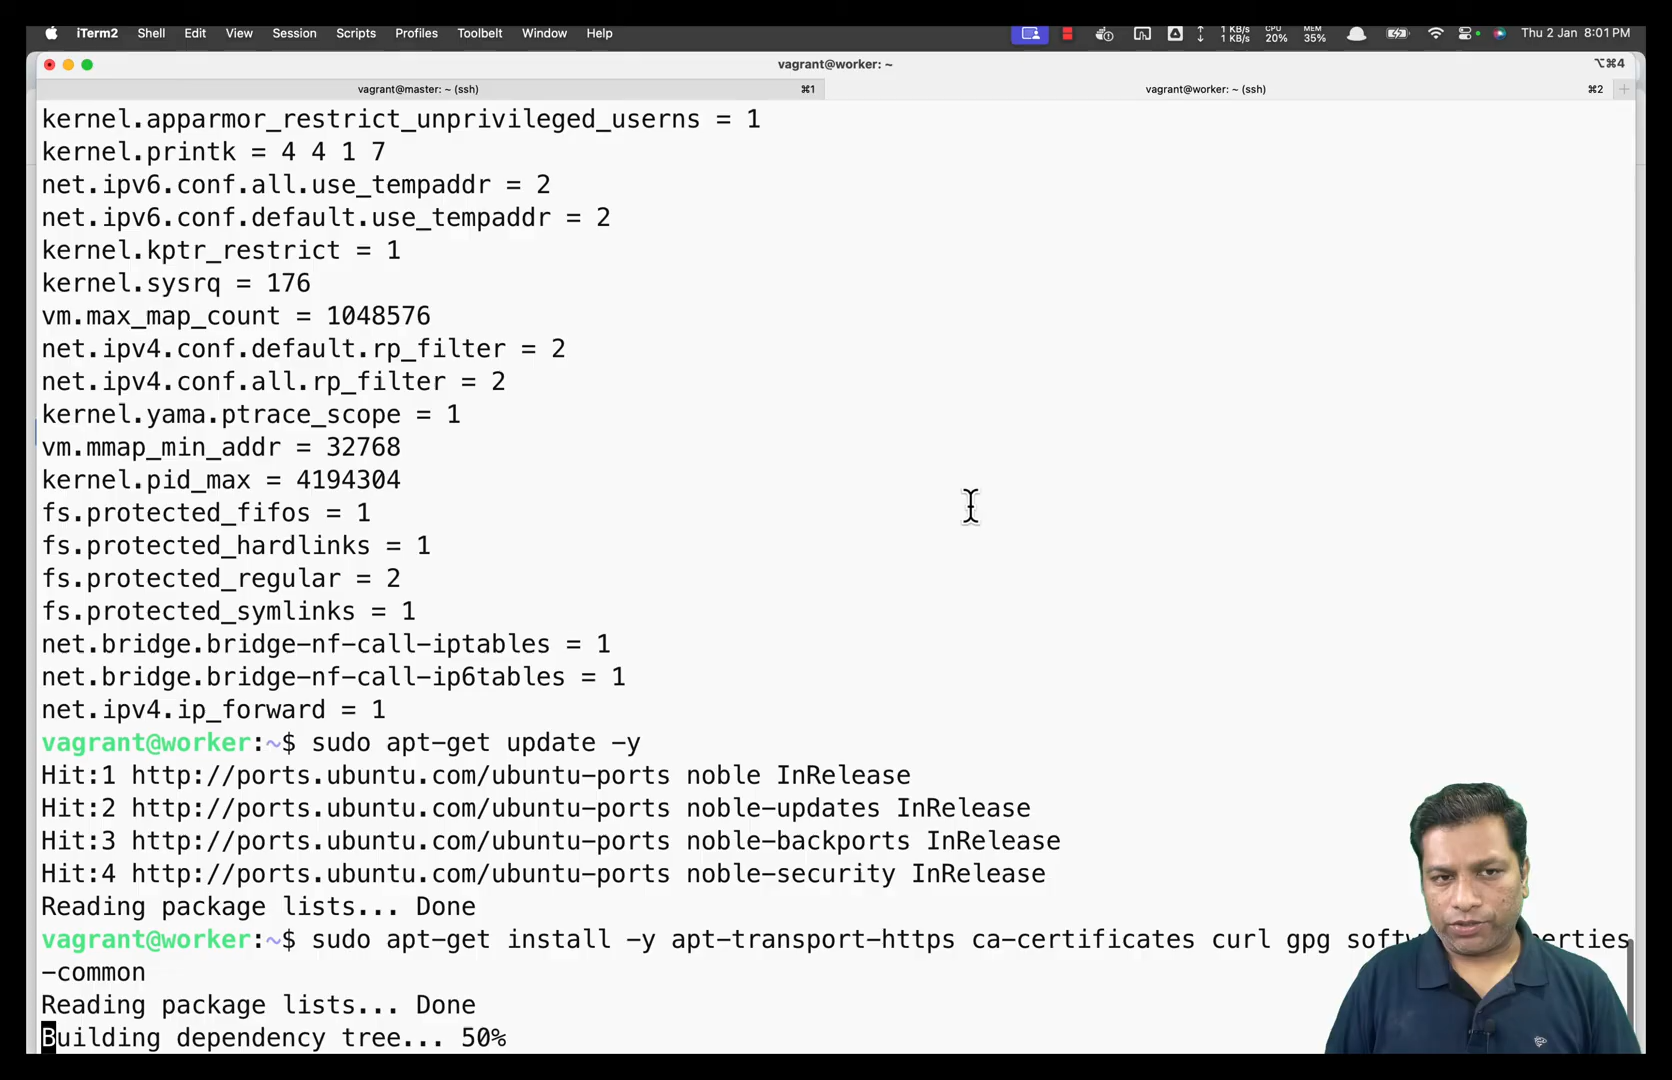 iTerm2 Shell Edit View Session Scripts Profiles Toolbelt Window Help 1 KB/s 1 KB/s CPU 20% MEM 35% Thu 2 Jan 8:01 PM
vagrant@worker: ~ ⌥⌘4
vagrant@master: ~ (ssh) ⌘1 vagrant@worker: ~ (ssh) ⌘2
kernel.apparmor_restrict_unprivileged_userns = 1
kernel.printk = 4 4 1 7
net.ipv6.conf.all.use_tempaddr = 2
net.ipv6.conf.default.use_tempaddr = 2
kernel.kptr_restrict = 1
kernel.sysrq = 176
vm.max_map_count = 1048576
net.ipv4.conf.default.rp_filter = 2
net.ipv4.conf.all.rp_filter = 2
kernel.yama.ptrace_scope = 1
vm.mmap_min_addr = 32768
kernel.pid_max = 4194304
fs.protected_fifos = 1
fs.protected_hardlinks = 1
fs.protected_regular = 2
fs.protected_symlinks = 1
net.bridge.bridge-nf-call-iptables = 1
net.bridge.bridge-nf-call-ip6tables = 1
net.ipv4.ip_forward = 1
vagrant@worker:~$ sudo apt-get update -y
Hit:1 http://ports.ubuntu.com/ubuntu-ports noble InRelease
Hit:2 http://ports.ubuntu.com/ubuntu-ports noble-updates InRelease
Hit:3 http://ports.ubuntu.com/ubuntu-ports noble-backports InRelease
Hit:4 http://ports.ubuntu.com/ubuntu-ports noble-security InRelease
Reading package lists... Done
vagrant@worker:~$ sudo apt-get install -y apt-transport-https ca-certificates curl gpg
-common
Reading package lists... Done
Building dependency tree... 50%